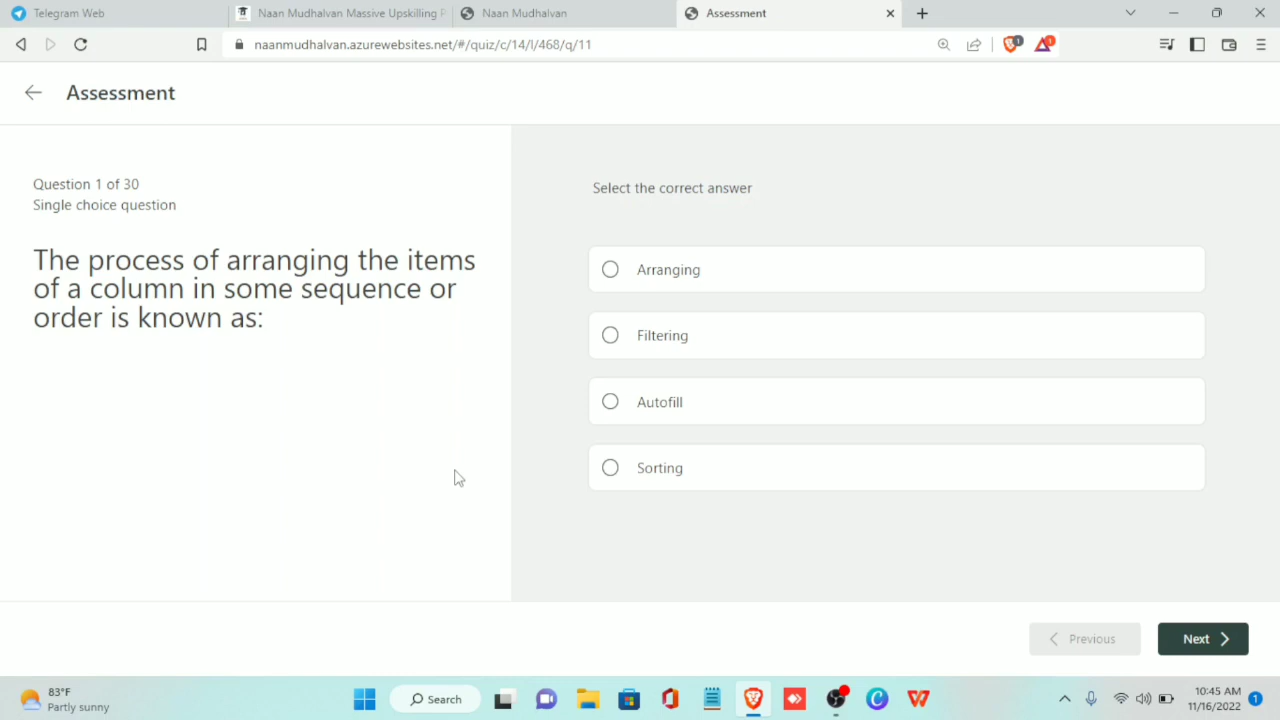 Telegram Web
Naan Mudhalvan Massive Upskilling P
Naan Mudhalvan
Assessment
naanmudhalvan.azurewebsites.net/#/quiz/c/14/l/468/q/11
1
1
Assessment
Question 1 of 30
Single choice question
The process of arranging the items
of a column in some sequence or
order is known as:
Select the correct answer
Arranging
Filtering
Autofill
Sorting
Previous
Next
83°F
Partly sunny
Search
10:45 AM
11/16/2022
1